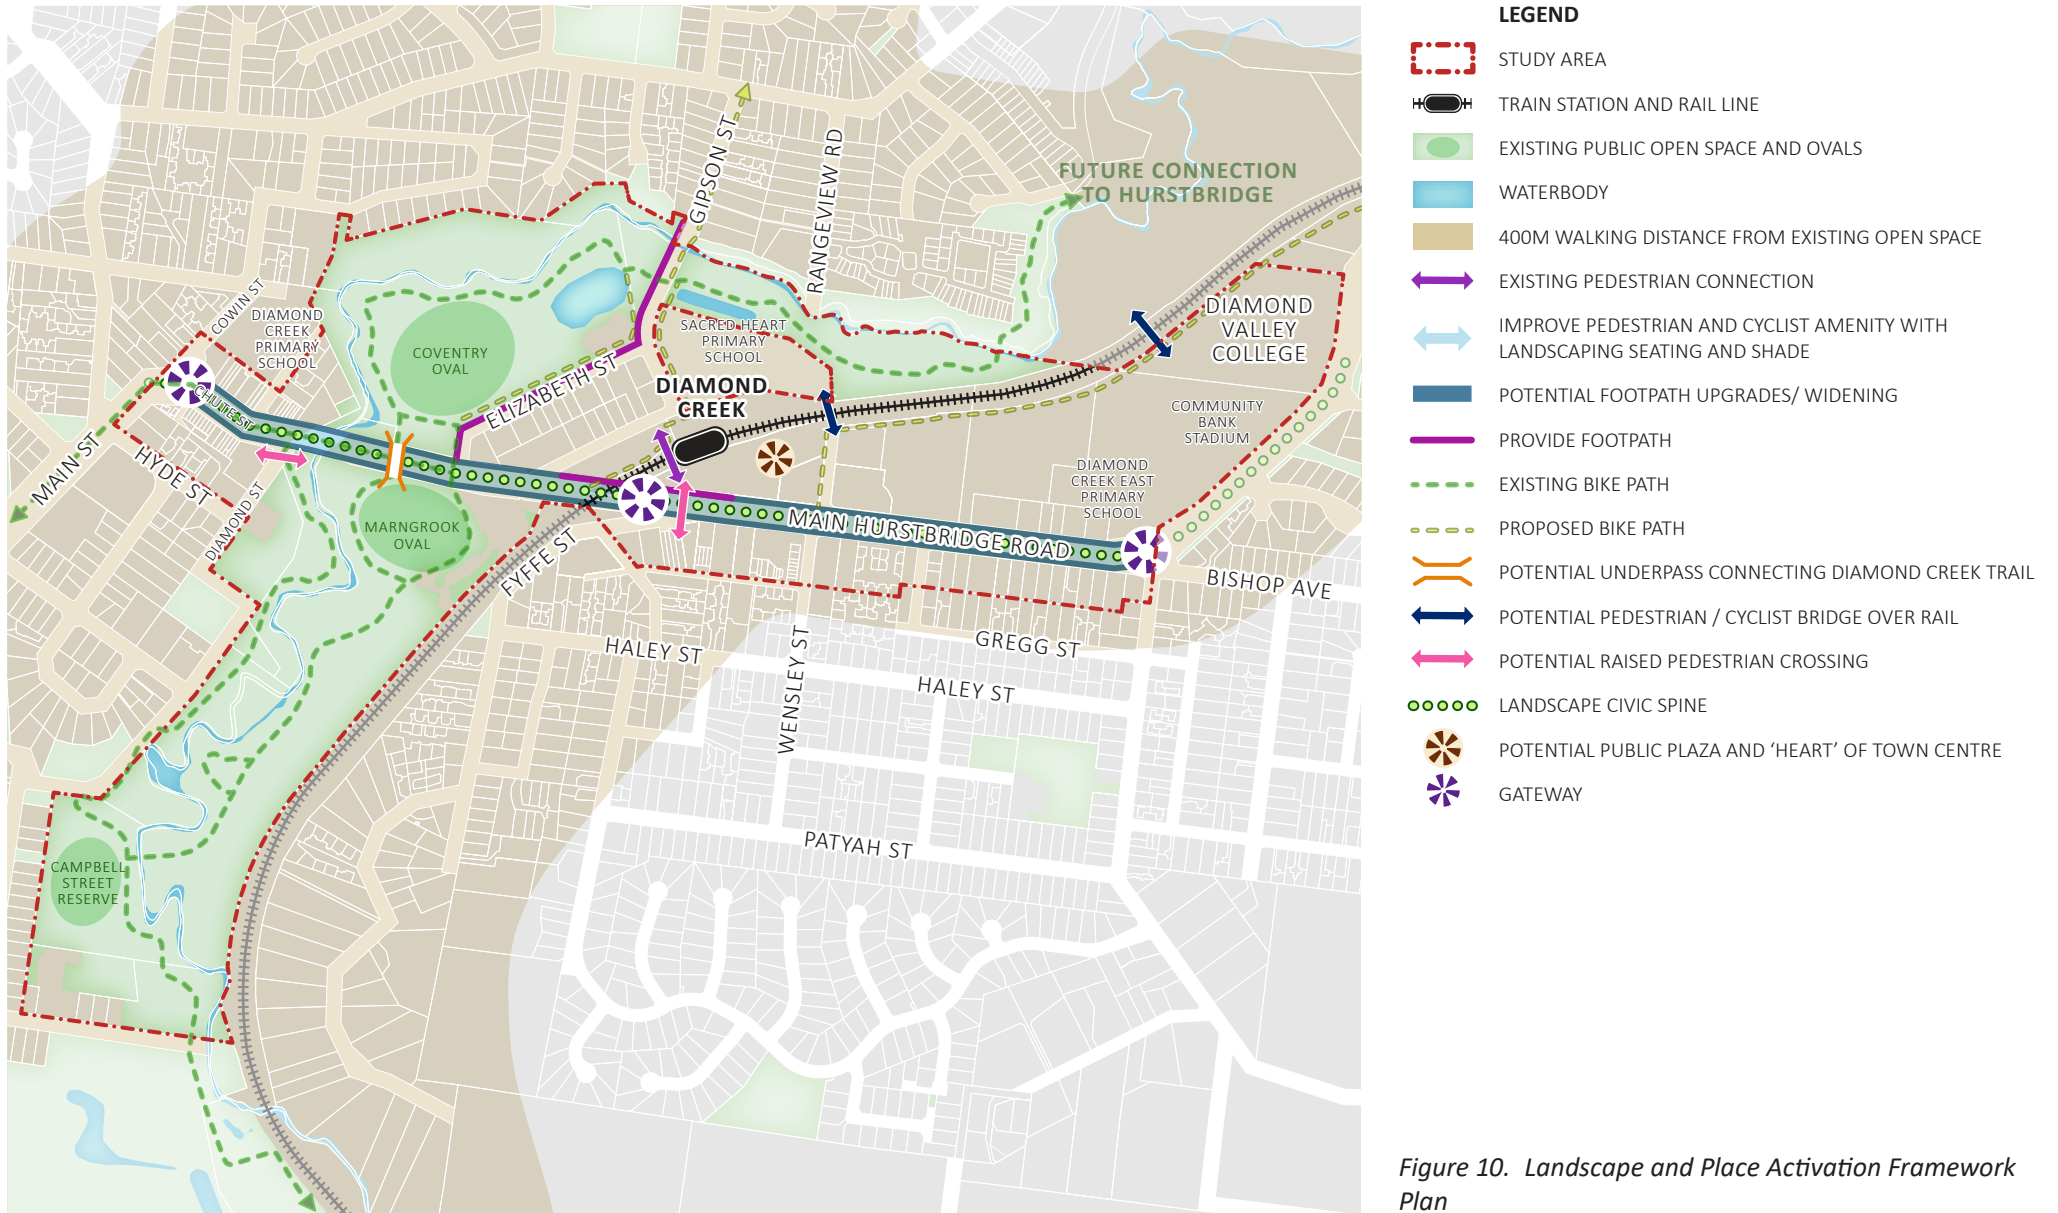 GIPSON ST
RANGEVIEW RD
FUTURE CONNECTION
TO HURSTBRIDGE
COWIN ST
DIAMOND
CREEK
PRIMARY
SCHOOL
COVENTRY
OVAL
SACRED HEART
PRIMARY
SCHOOL
DIAMOND
VALLEY
COLLEGE
CHUTE ST
ELIZABETH ST
DIAMOND
CREEK
COMMUNITY
BANK
STADIUM
MAIN ST
HYDE ST
DIAMOND ST
MARNGROOK
OVAL
DIAMOND
CREEK EAST
PRIMARY
SCHOOL
MAIN HURSTBRIDGE ROAD
FYFFE ST
BISHOP AVE
HALEY ST
WENSLEY ST
GREGG ST
HALEY ST
PATYAH ST
CAMPBELL
STREET
RESERVE
LEGEND
STUDY AREA
TRAIN STATION AND RAIL LINE
EXISTING PUBLIC OPEN SPACE AND OVALS
WATERBODY
400M WALKING DISTANCE FROM EXISTING OPEN SPACE
EXISTING PEDESTRIAN CONNECTION
IMPROVE PEDESTRIAN AND CYCLIST AMENITY WITH
LANDSCAPING SEATING AND SHADE
POTENTIAL FOOTPATH UPGRADES/ WIDENING
PROVIDE FOOTPATH
EXISTING BIKE PATH
PROPOSED BIKE PATH
POTENTIAL UNDERPASS CONNECTING DIAMOND CREEK TRAIL
POTENTIAL PEDESTRIAN / CYCLIST BRIDGE OVER RAIL
POTENTIAL RAISED PEDESTRIAN CROSSING
LANDSCAPE CIVIC SPINE
POTENTIAL PUBLIC PLAZA AND ‘HEART’ OF TOWN CENTRE
GATEWAY
Figure 10. Landscape and Place Activation Framework
Plan